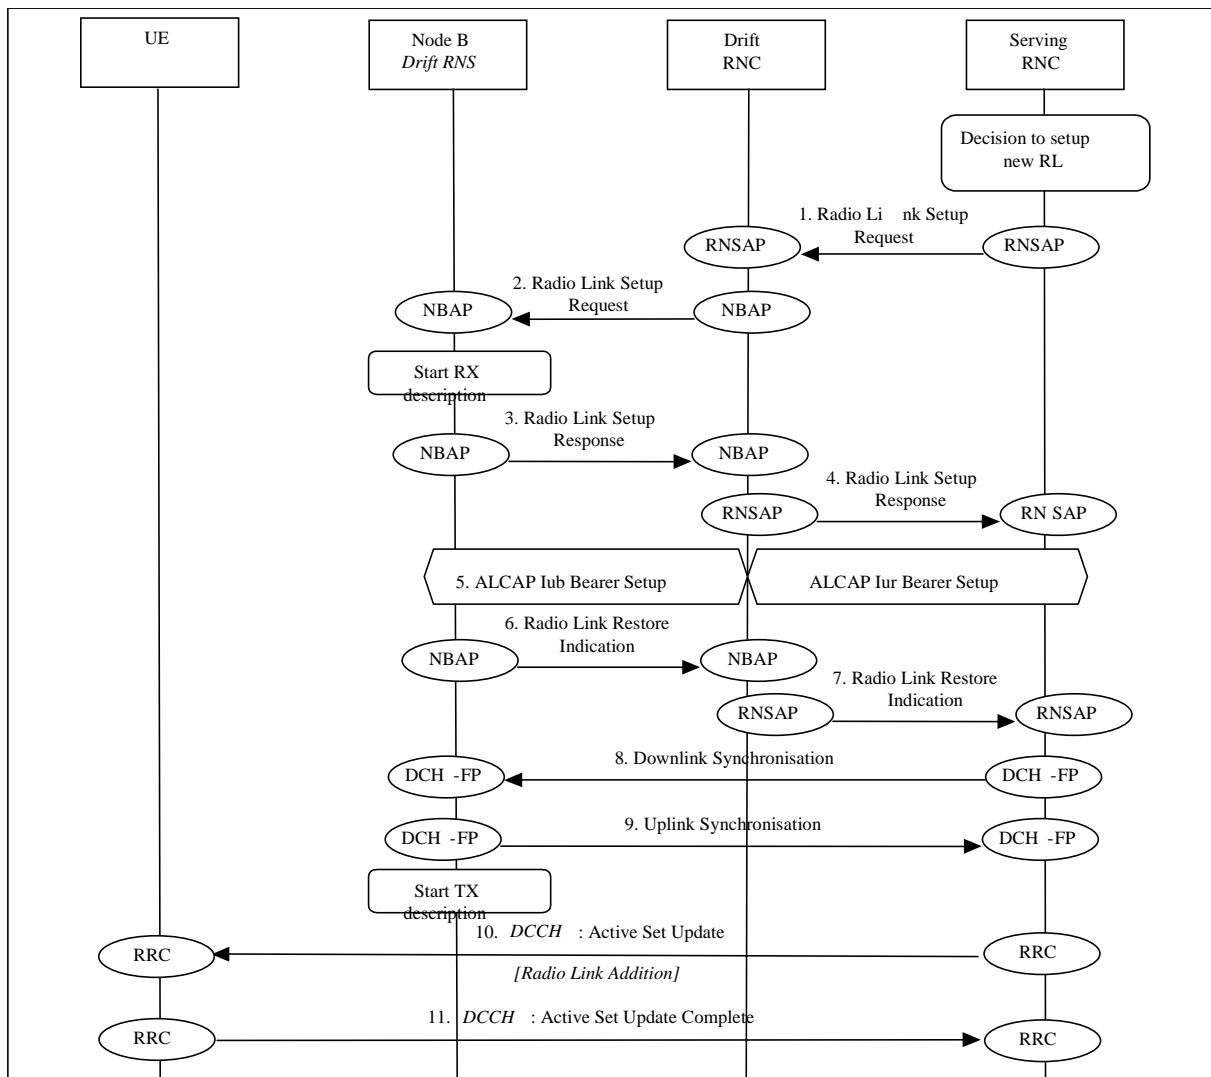 UE
Node B
Drift RNS
Drift
RNC
Serving
RNC
Decision to setup
new RL
1. Radio Li nk Setup
Request
RNSAP
RNSAP
2. Radio Link Setup
Request
NBAP
NBAP
Start RX
description
3. Radio Link Setup
Response
NBAP
NBAP
4. Radio Link Setup
Response
RNSAP
RN SAP
5. ALCAP Iub Bearer Setup
ALCAP Iur Bearer Setup
6. Radio Link Restore
Indication
NBAP
NBAP
7. Radio Link Restore
Indication
RNSAP
RNSAP
8. Downlink Synchronisation
DCH -FP
DCH -FP
9. Uplink Synchronisation
DCH -FP
DCH -FP
Start TX
description
10. DCCH : Active Set Update
RRC
RRC
[Radio Link Addition]
11. DCCH : Active Set Update Complete
RRC
RRC